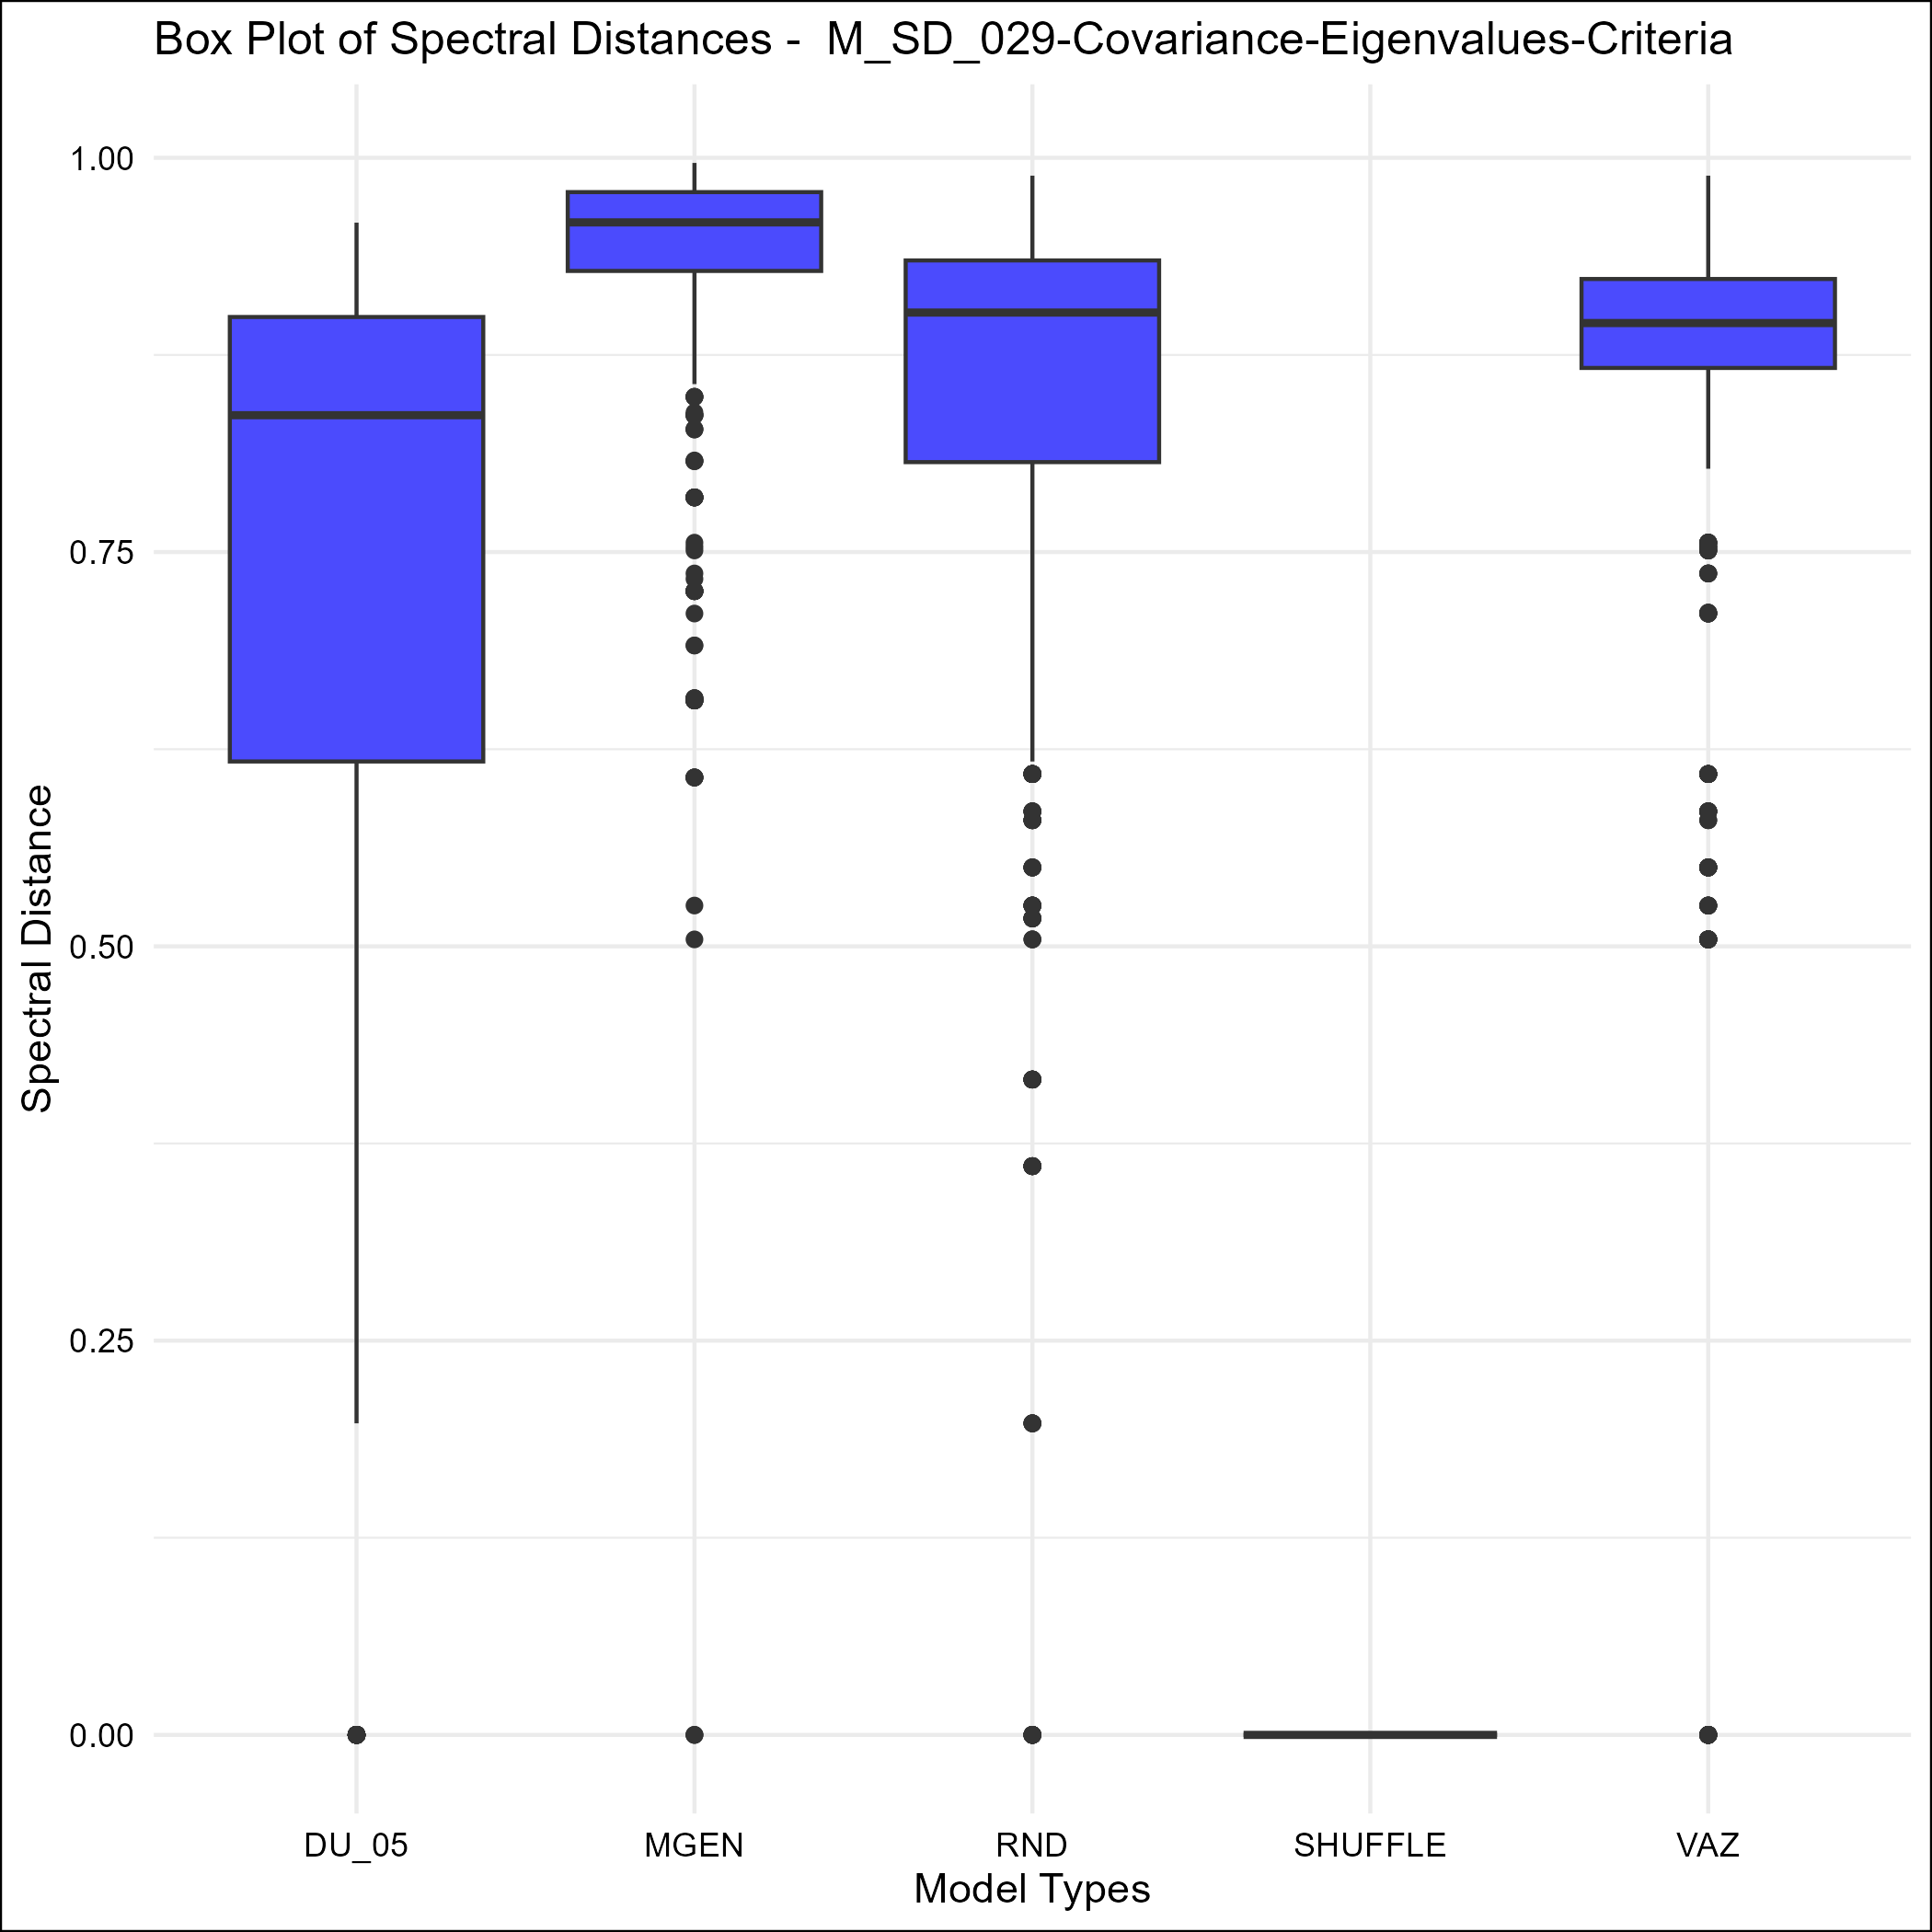 Box Plot of Spectral Distances -  M_SD_029-Covariance-Eigenvalues-Criteria
1.00
0.75
0.50
0.25
0.00
Spectral Distance
DU_05 MGEN RND SHUFFLE VAZ
Model Types